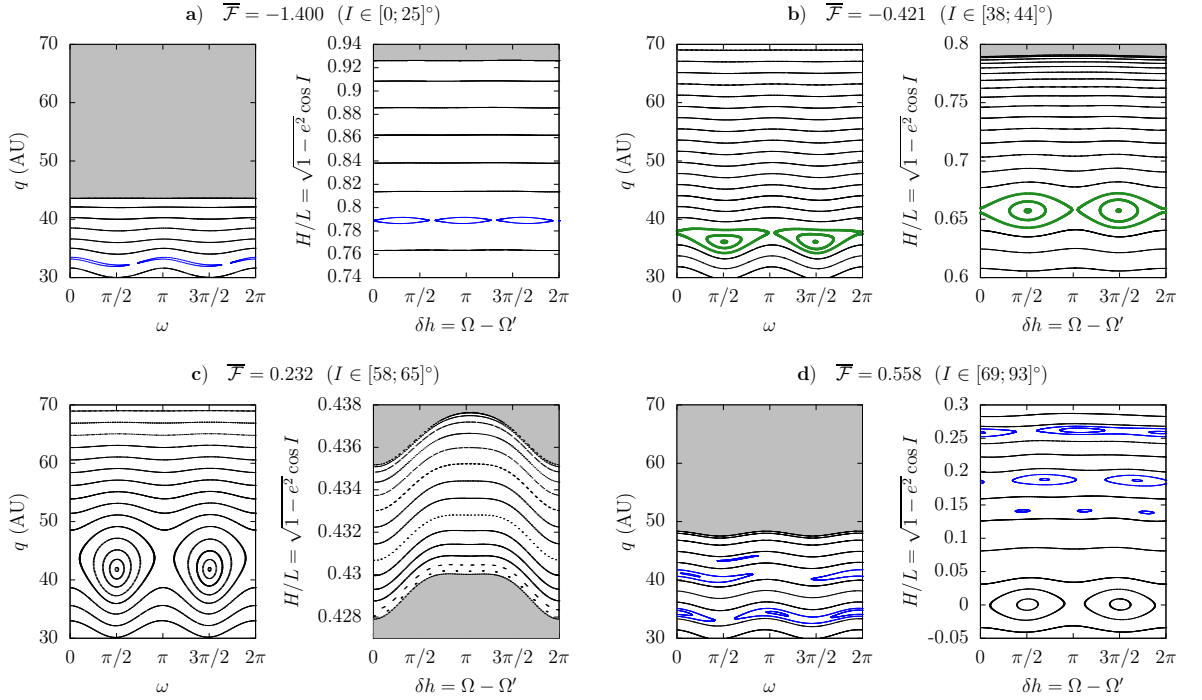 a) F̅ = −1.400 (I ∈ [0; 25]°)
70
60
50
40
30
q (AU)
0 π/2 π 3π/2 2π
ω
0.94
0.92
0.9
0.88
0.86
0.84
0.82
0.8
0.78
0.76
0.74
H/L = √1 − e² cos I
0 π/2 π 3π/2 2π
δh = Ω − Ω′
b) F̅ = −0.421 (I ∈ [38; 44]°)
70
60
50
40
30
q (AU)
0 π/2 π 3π/2 2π
ω
0.8
0.75
0.7
0.65
0.6
H/L = √1 − e² cos I
0 π/2 π 3π/2 2π
δh = Ω − Ω′
c) F̅ = 0.232 (I ∈ [58; 65]°)
70
60
50
40
30
q (AU)
0 π/2 π 3π/2 2π
ω
0.438
0.436
0.434
0.432
0.43
0.428
H/L = √1 − e² cos I
0 π/2 π 3π/2 2π
δh = Ω − Ω′
d) F̅ = 0.558 (I ∈ [69; 93]°)
70
60
50
40
30
q (AU)
0 π/2 π 3π/2 2π
ω
0.3
0.25
0.2
0.15
0.1
0.05
0
-0.05
H/L = √1 − e² cos I
0 π/2 π 3π/2 2π
δh = Ω − Ω′